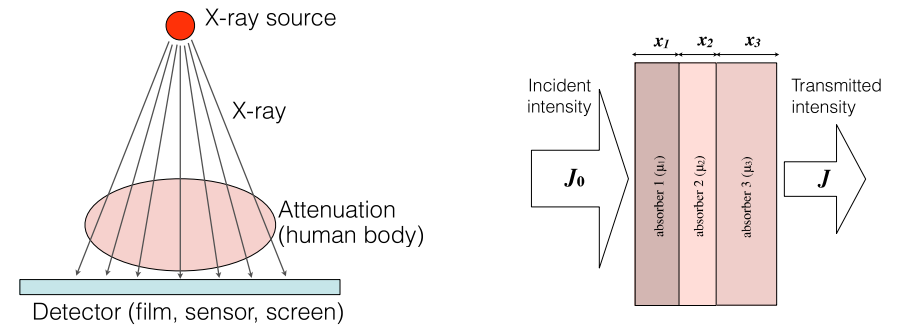 X-ray source
X-ray
Attenuation
(human body)
Detector (film, sensor, screen)
x1 x2 x3
Incident
intensity
J0
absorber 1 (μ1)
absorber 2 (μ2)
absorber 3 (μ3)
Transmitted
intensity
J